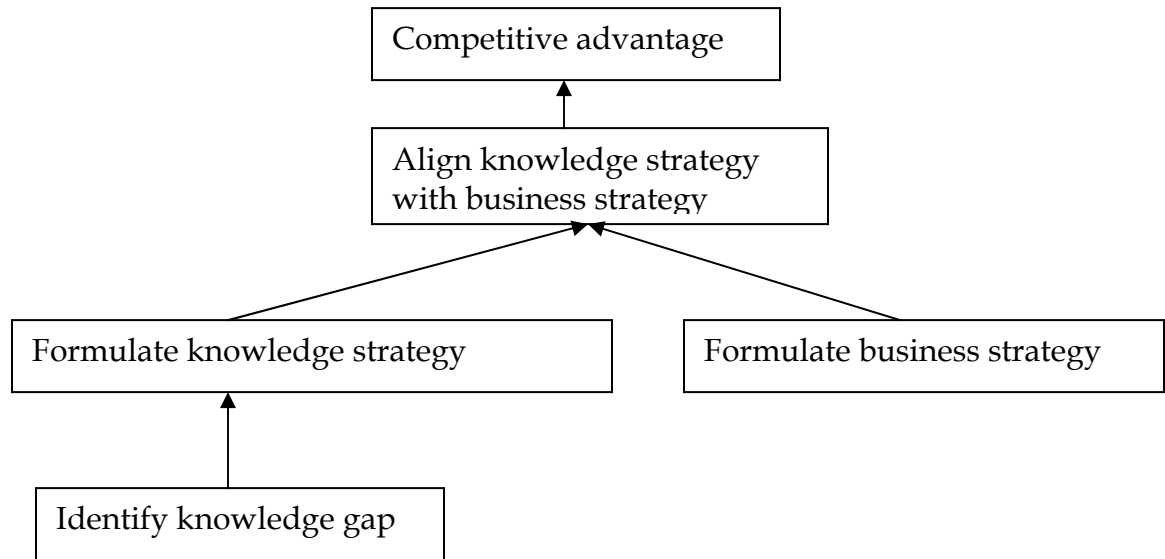 Competitive advantage
Align knowledge strategy
with business strategy
Formulate knowledge strategy
Formulate business strategy
Identify knowledge gap